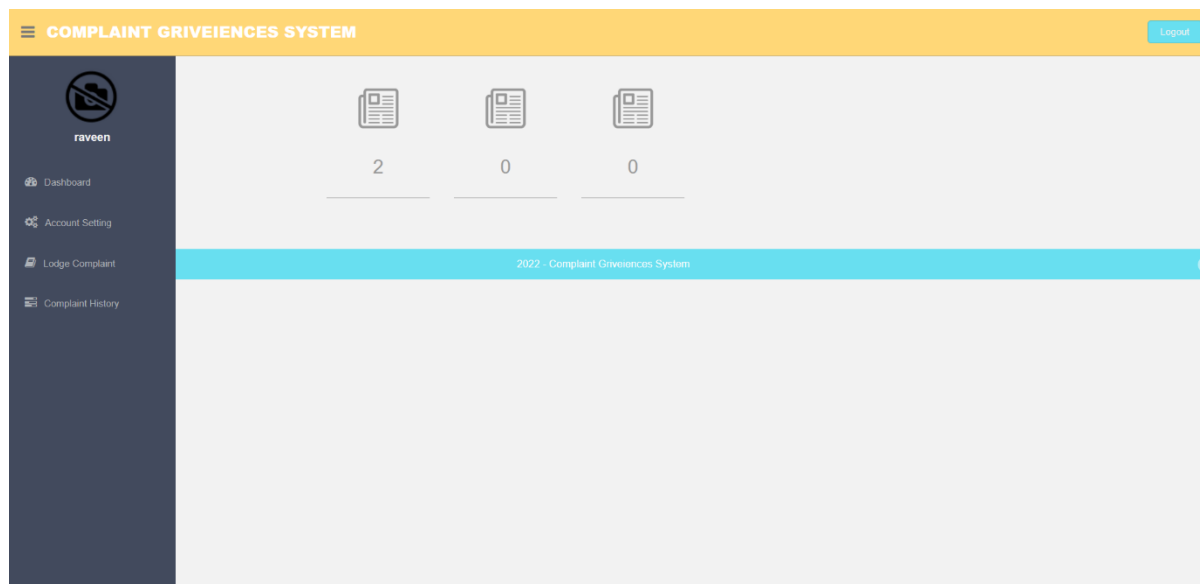 COMPLAINT GRIVEIENCES SYSTEM
Logout
raveen
Dashboard
Account Setting
Lodge Complaint
Complaint History
2
0
0
2022 - Complaint Griveiences System